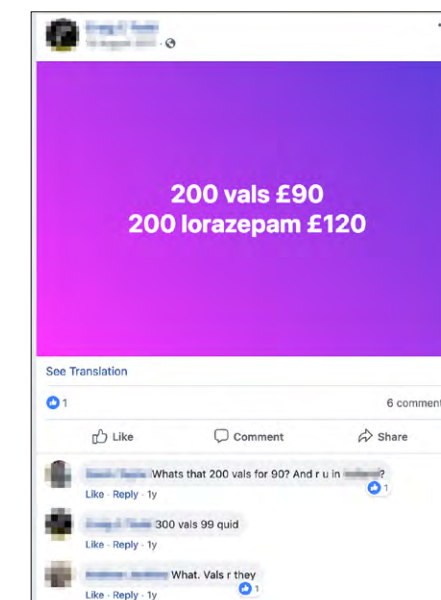 200 vals £90
200 lorazepam £120
See Translation
1
6 comment
Like
Comment
Share
Whats that 200 vals for 90? And r u in
?
1
Like · Reply · 1y
300 vals 99 quid
Like · Reply · 1y
What. Vals r they
1
Like · Reply · 1y